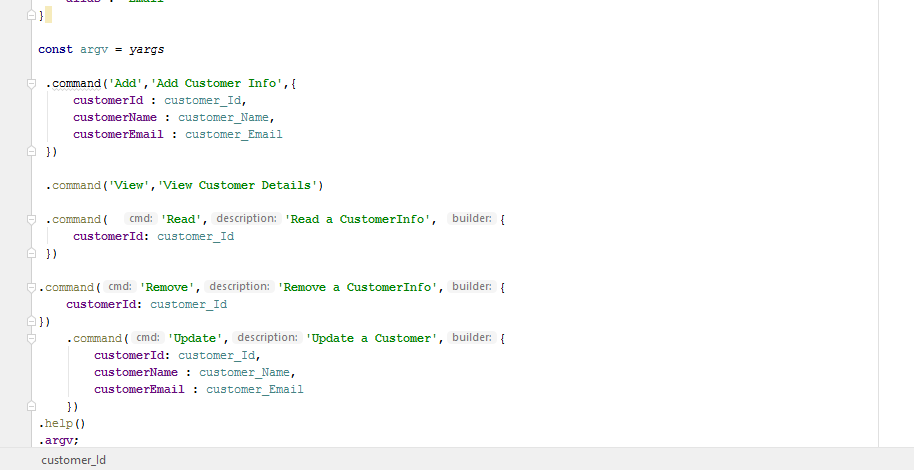 alias : 'Email'
}
const argv = yargs
.command('Add','Add Customer Info',{
customerId : customer_Id,
customerName : customer_Name,
customerEmail : customer_Email
})
.command('View','View Customer Details')
.command( cmd: 'Read', description: 'Read a CustomerInfo', builder: {
customerId: customer_Id
})
.command( cmd: 'Remove', description: 'Remove a CustomerInfo', builder: {
customerId: customer_Id
})
.command( cmd: 'Update', description: 'Update a Customer', builder: {
customerId: customer_Id,
customerName : customer_Name,
customerEmail : customer_Email
})
.help()
.argv;
customer_Id